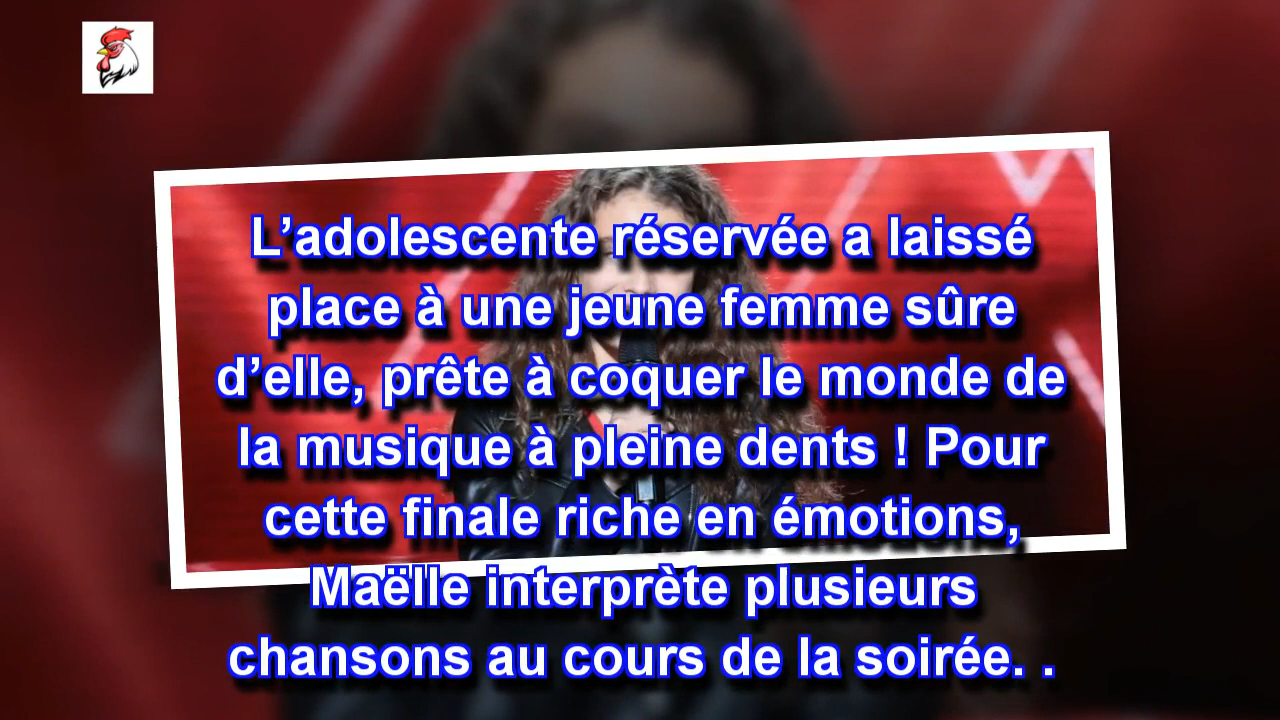 L’adolescente réservée a laissé
place à une jeune femme sûre
d’elle, prête à coquer le monde de
la musique à pleine dents ! Pour
cette finale riche en émotions,
Maëlle interprète plusieurs
chansons au cours de la soirée. .